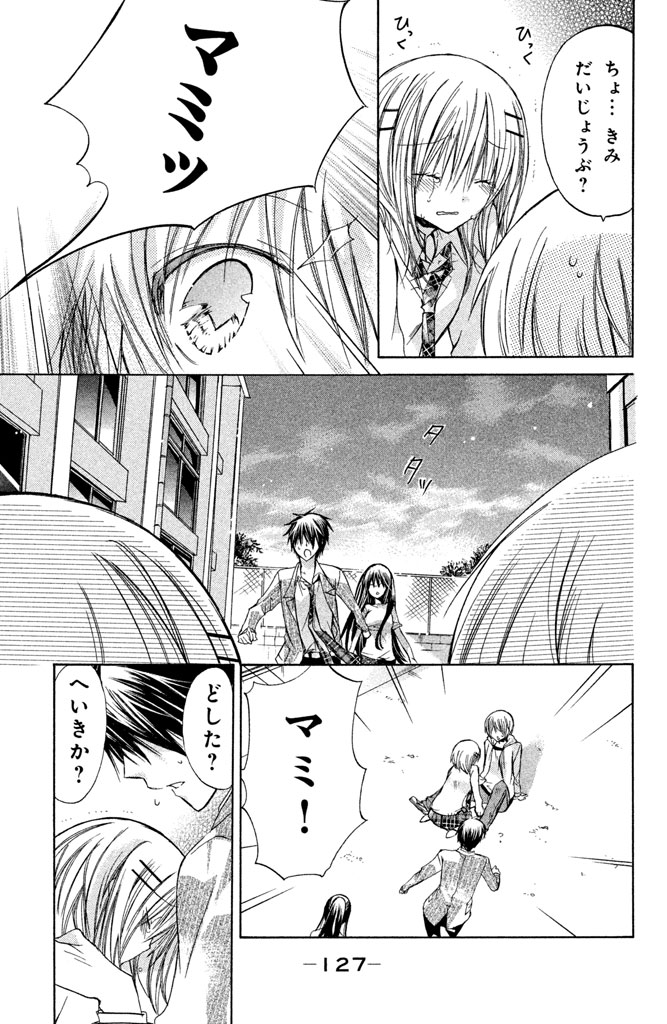 ひっく
ひっく
ちょ… きみ
だいじょうぶ？
マミッ
タタッ
マミ！
どした？
へいきか？
－127－